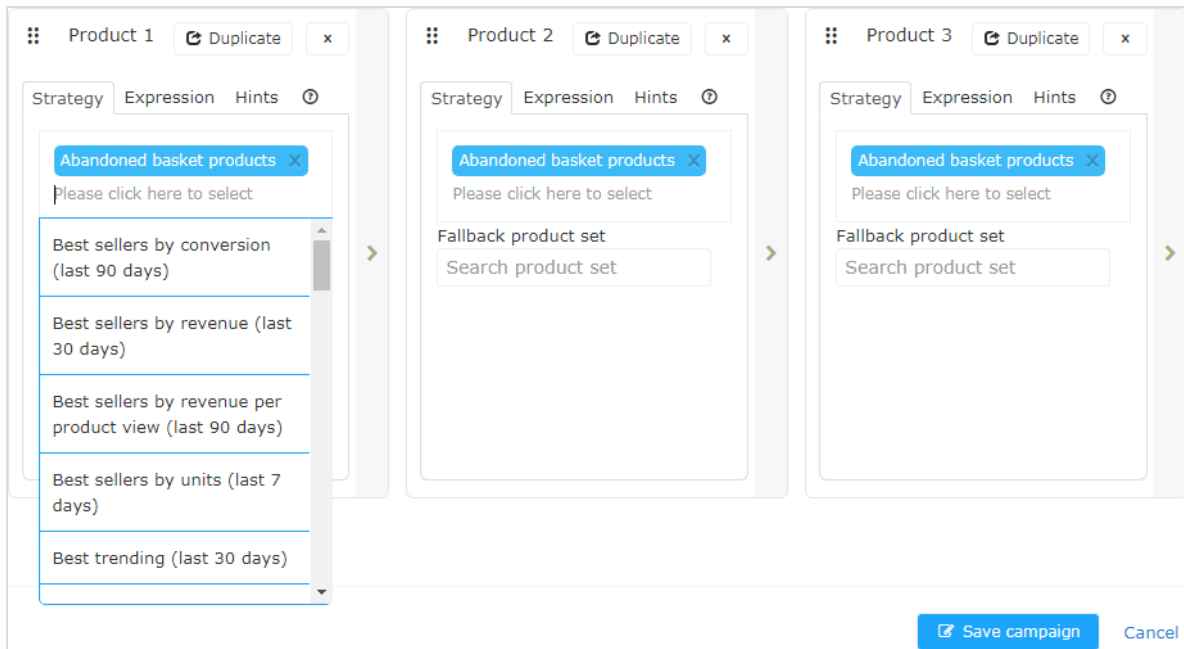 Product 1 Duplicate x
Product 2 Duplicate x
Product 3 Duplicate x
Strategy Expression Hints ?
Strategy Expression Hints ?
Strategy Expression Hints ?
Abandoned basket products X
Please click here to select
Abandoned basket products X
Please click here to select
Abandoned basket products X
Please click here to select
Best sellers by conversion
(last 90 days)
Best sellers by revenue (last
30 days)
Best sellers by revenue per
product view (last 90 days)
Best sellers by units (last 7
days)
Best trending (last 30 days)
Fallback product set
Search product set
Fallback product set
Search product set
Save campaign Cancel